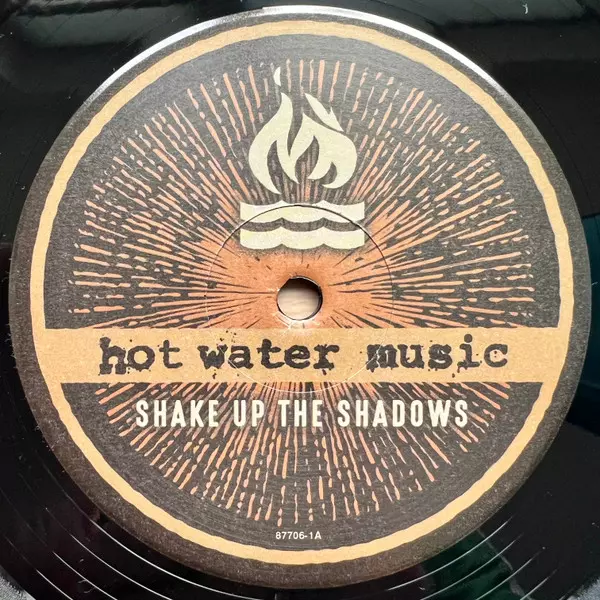 hot water music
SHAKE UP THE SHADOWS
87706-1A